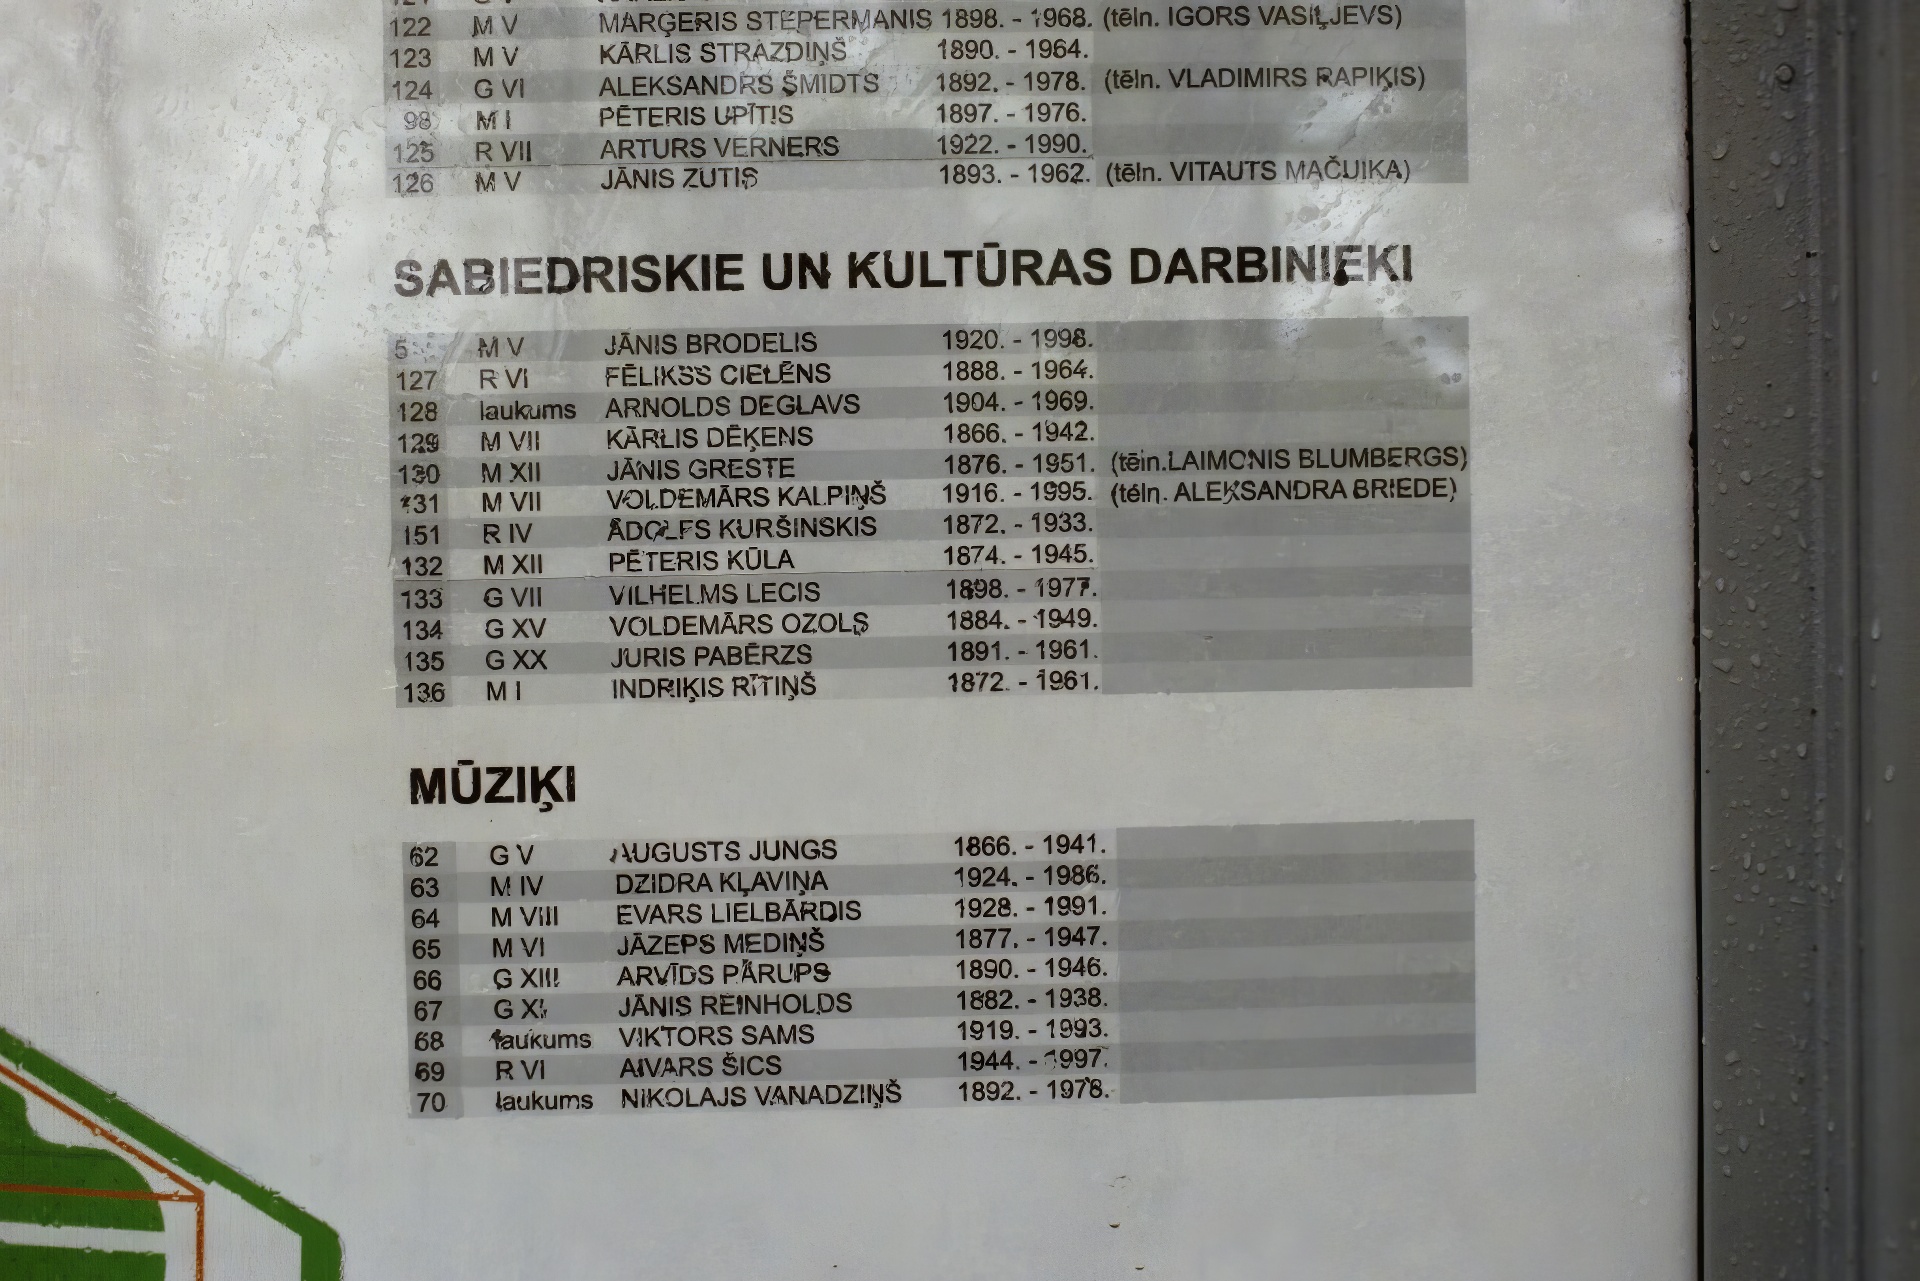 122 M V MARĢERIS STEPERMANIS 1898. - 1968. (tēln. IGORS VASIĻJEVS)
123 M V KĀRLIS STRAZDIŅŠ 1890. - 1964.
124 G VI ALEKSANDRS ŠMIDTS 1892. - 1978. (tēln. VLADIMIRS RAPIĶIS)
98 M I PĒTERIS UPĪTIS 1897. - 1976.
125 R VII ARTURS VERNERS 1922. - 1990.
126 M V JĀNIS ZUTIS 1893. - 1962. (tēln. VITAUTS MAČUIKA)
SABIEDRISKIE UN KULTŪRAS DARBINIEKI
M V JĀNIS BRODELIS 1920. - 1998.
127 R VI FĒLIKSS CIELĒNS 1888. - 1964.
128 laukums ARNOLDS DEGLAVS 1904. - 1969.
129 M VII KĀRLIS DĒĶENS 1866. - 1942.
130 M XII JĀNIS GRESTE 1876. - 1951. (tēln.LAIMONIS BLUMBERGS)
131 M VII VOLDEMĀRS KALPIŅŠ 1916. - 1995. (tēln. ALEKSANDRA BRIEDE)
151 R IV ĀDOLFS KURŠINSKIS 1872. - 1933.
132 M XII PĒTERIS KŪLA 1874. - 1945.
133 G VII VILHELMS LECIS 1898. - 1977.
134 G XV VOLDEMĀRS OZOLS 1884. - 1949.
135 G XX JURIS PABĒRZS 1891. - 1961.
136 M I INDRIĶIS RĪTIŅŠ 1872. - 1961.
MŪZIĶI
62 G V AUGUSTS JUNGS 1866. - 1941.
63 M IV DZIDRA KĻAVIŅA 1924. - 1986.
64 M VIII EVARS LIELBĀRDIS 1928. - 1991.
65 M VI JĀZEPS MEDIŅŠ 1877. - 1947.
66 G XIII ARVĪDS PĀRUPS 1890. - 1946.
67 G JĀNIS REINHOLDS 1882. - 1938.
68 laukums VIKTORS SAMS 1919. - 1993.
69 R VI AIVARS ŠICS 1944. - 1997.
70 laukums NIKOLAJS VANADZIŅŠ 1892. - 1978.